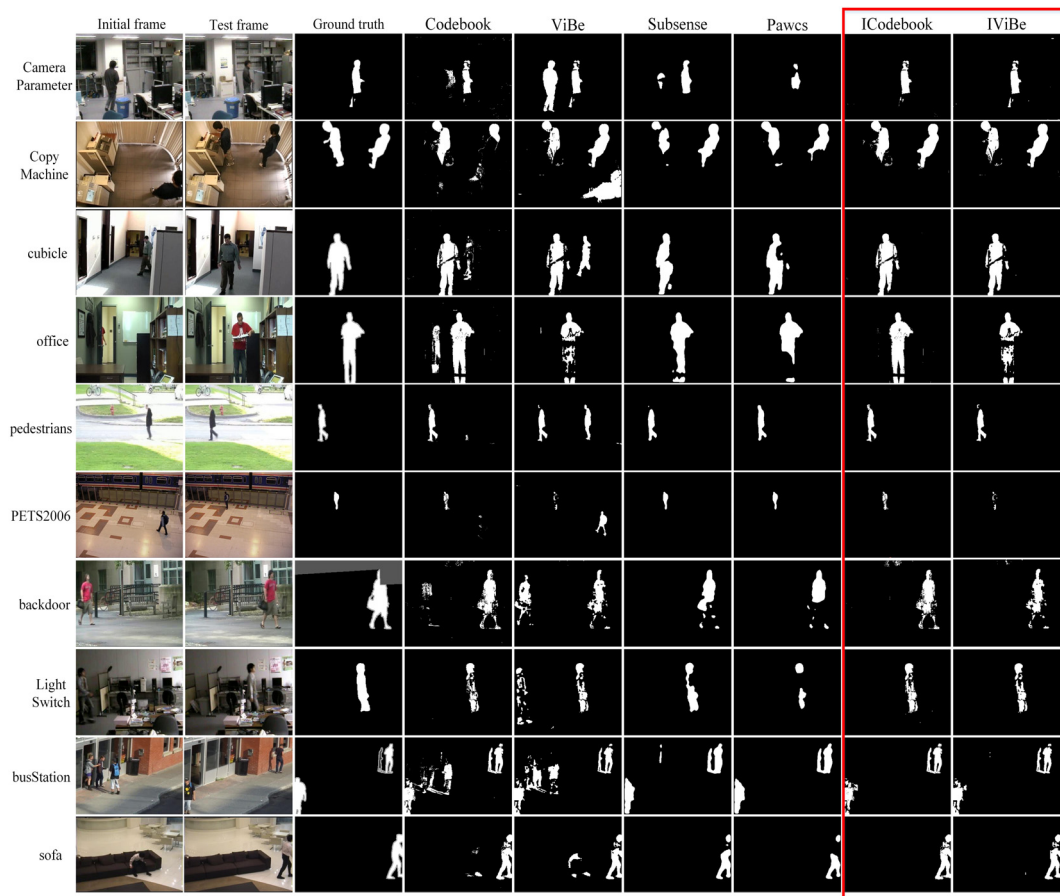 Initial frame Test frame Ground truth Codebook ViBe Subsense Pawcs ICodebook IViBe
Camera
Parameter
Copy
Machine
cubicle
office
pedestrians
PETS2006
backdoor
Light
Switch
busStation
sofa